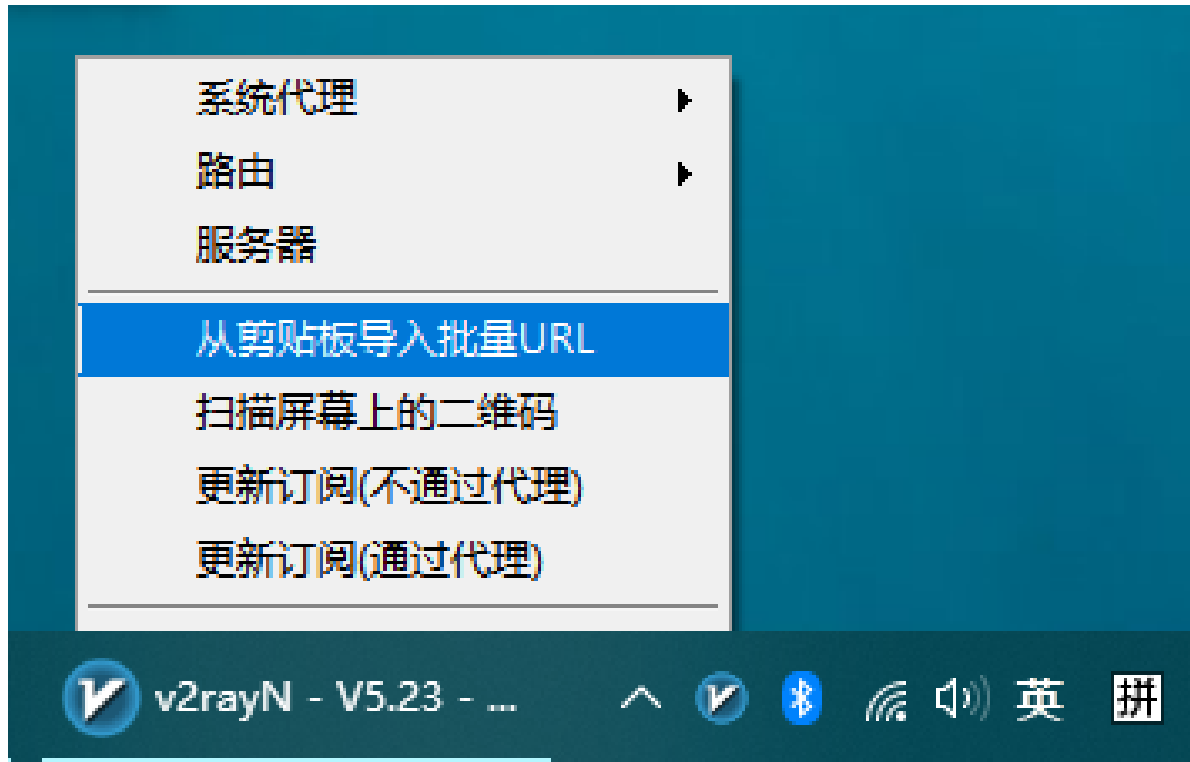 系统代理
路由
服务器
从剪贴板导入批量URL
扫描屏幕上的二维码
更新订阅(不通过代理)
更新订阅(通过代理)
v2rayN - V5.23 - ...
英
拼